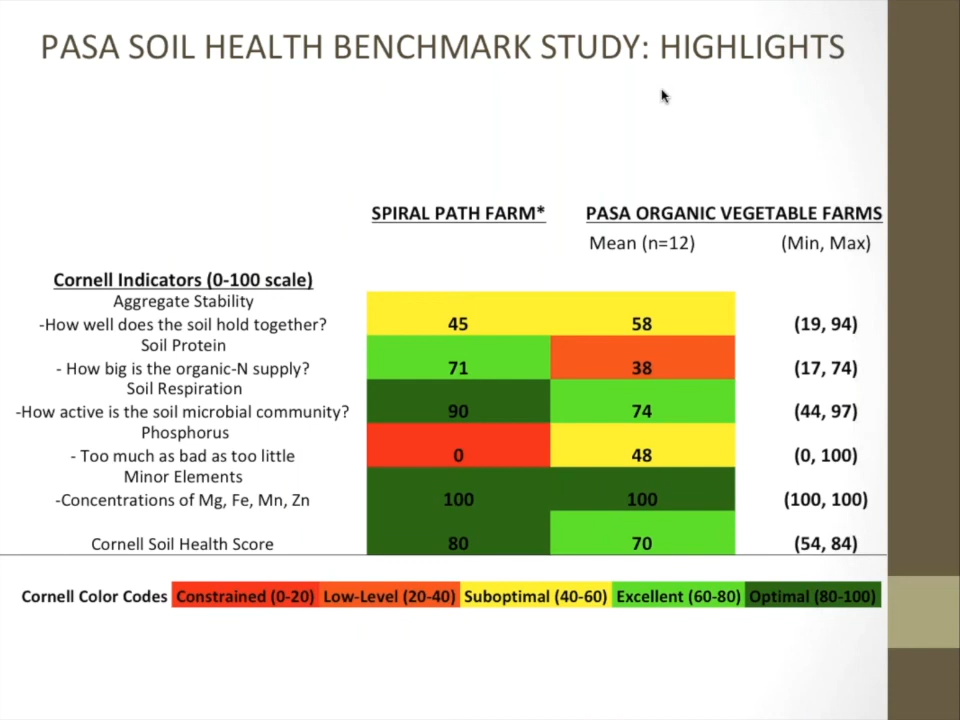 PASA SOIL HEALTH BENCHMARK STUDY: HIGHLIGHTS
SPIRAL PATH FARM* PASA ORGANIC VEGETABLE FARMS
Mean (n=12) (Min, Max)
Cornell Indicators (0-100 scale)
Aggregate Stability
-How well does the soil hold together? 45 58 (19, 94)
Soil Protein
- How big is the organic-N supply? 71 38 (17, 74)
Soil Respiration
-How active is the soil microbial community? 90 74 (44, 97)
Phosphorus
- Too much as bad as too little 0 48 (0, 100)
Minor Elements
-Concentrations of Mg, Fe, Mn, Zn 100 100 (100, 100)
Cornell Soil Health Score 80 70 (54, 84)
Cornell Color Codes Constrained (0-20) Low-Level (20-40) Suboptimal (40-60) Excellent (60-80) Optimal (80-100)